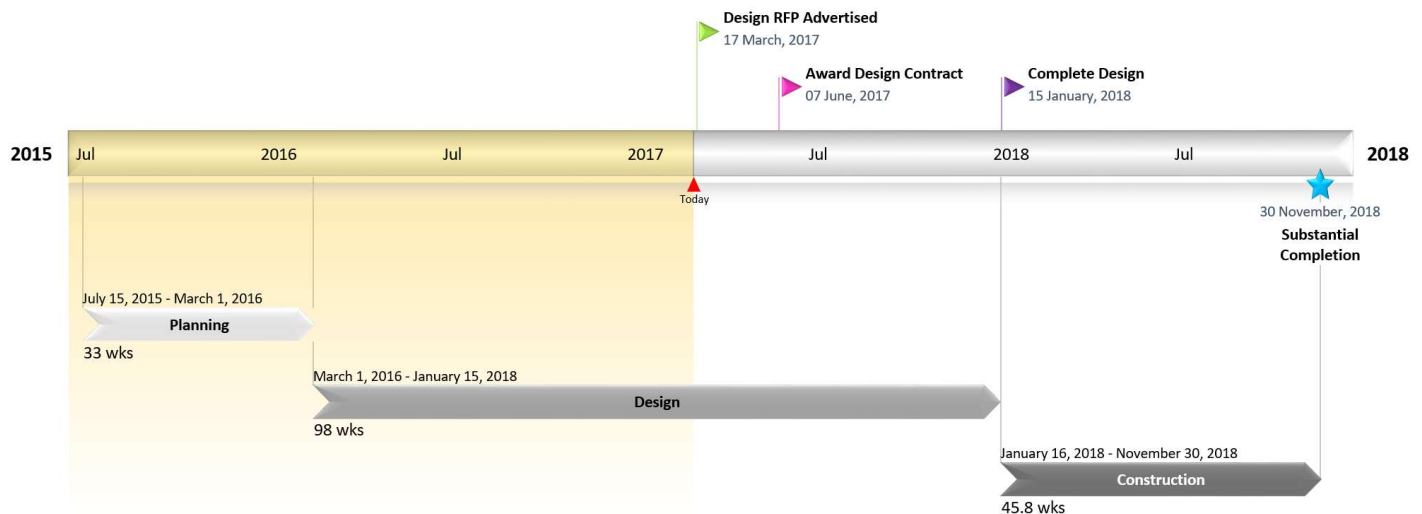 Design RFP Advertised
17 March, 2017
Award Design Contract
07 June, 2017
Complete Design
15 January, 2018
2015 Jul 2016 Jul 2017 Jul 2018 Jul 2018
Today
30 November, 2018
Substantial
Completion
July 15, 2015 - March 1, 2016
Planning
33 wks
March 1, 2016 - January 15, 2018
Design
98 wks
January 16, 2018 - November 30, 2018
Construction
45.8 wks